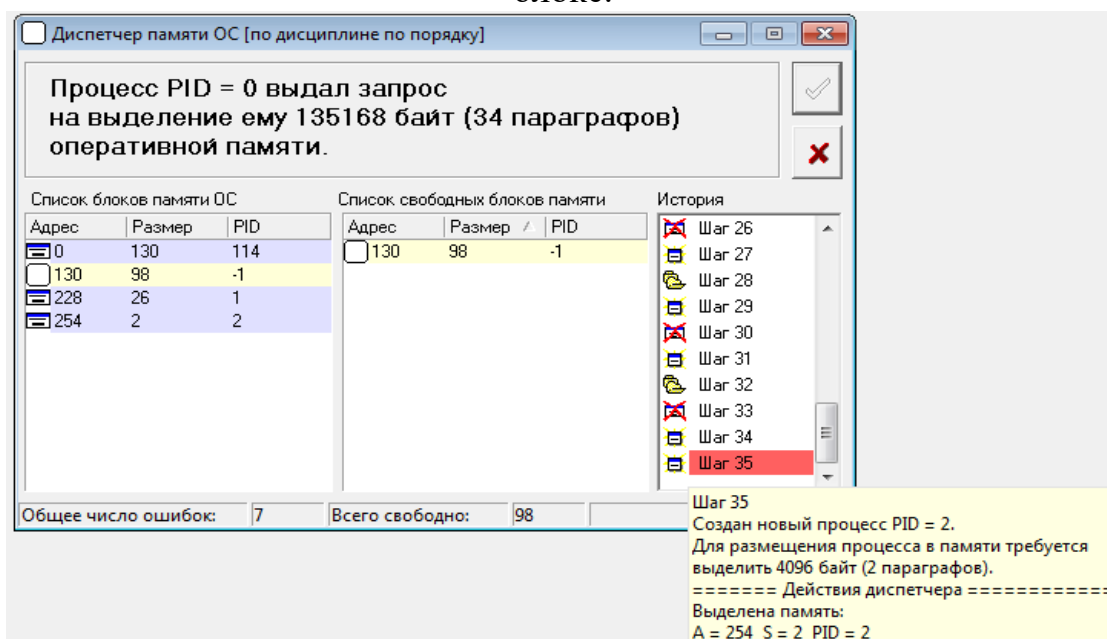 блоке.
Диспетчер памяти ОС [по дисциплине по порядку]
Процесс PID = 0 выдал запрос
на выделение ему 135168 байт (34 параграфов)
оперативной памяти.
Список блоков памяти ОС
Адрес Размер PID
0 130 114
130 98 -1
228 26 1
254 2 2
Список свободных блоков памяти
Адрес Размер PID
130 98 -1
История
Шаг 26
Шаг 27
Шаг 28
Шаг 29
Шаг 30
Шаг 31
Шаг 32
Шаг 33
Шаг 34
Шаг 35
Общее число ошибок: 7 Всего свободно: 98
Шаг 35
Создан новый процесс PID = 2.
Для размещения процесса в памяти требуется
выделить 4096 байт (2 параграфов).
======= Действия диспетчера ============
Выделена память:
A = 254 S = 2 PID = 2